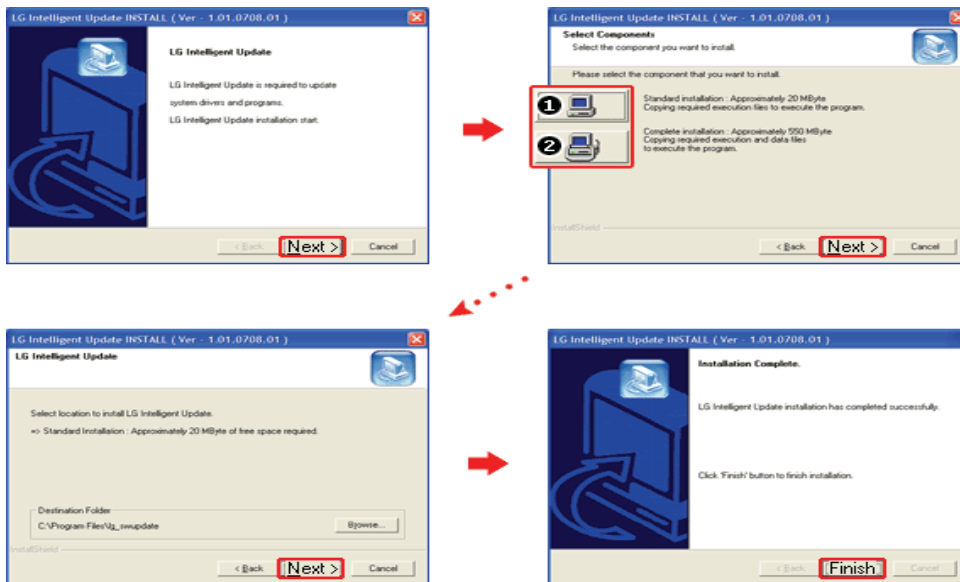 LG Intelligent Update INSTALL ( Ver - 1.01.0708.01 )
LG Intelligent Update
LG Intelligent Update is required to update
system drivers and programs.
LG Intelligent Update installation start.
< Back
Next >
Cancel
LG Intelligent Update INSTALL ( Ver - 1.01.0708.01 )
Select Components
Select the component you want to install.
Please select the component that you want to install.
1
Standard installation : Approximately 20 MByte
Copying required execution files to execute the program.
2
Complete installation : Approximately 550 MByte
Copying required execution and data files
to execute the program.
InstallShield
< Back
Next >
Cancel
LG Intelligent Update INSTALL ( Ver - 1.01.0708.01 )
LG Intelligent Update
Select location to install LG Intelligent Update.
=> Standard Installation : Approximately 20 MByte of free space required.
Destination Folder
C:\Program Files\lg_swupdate
Browse...
InstallShield
< Back
Next >
Cancel
LG Intelligent Update INSTALL ( Ver - 1.01.0708.01 )
Installation Complete.
LG Intelligent Update installation has completed successfully.
Click 'Finish' button to finish installation.
< Back
Finish
Cancel